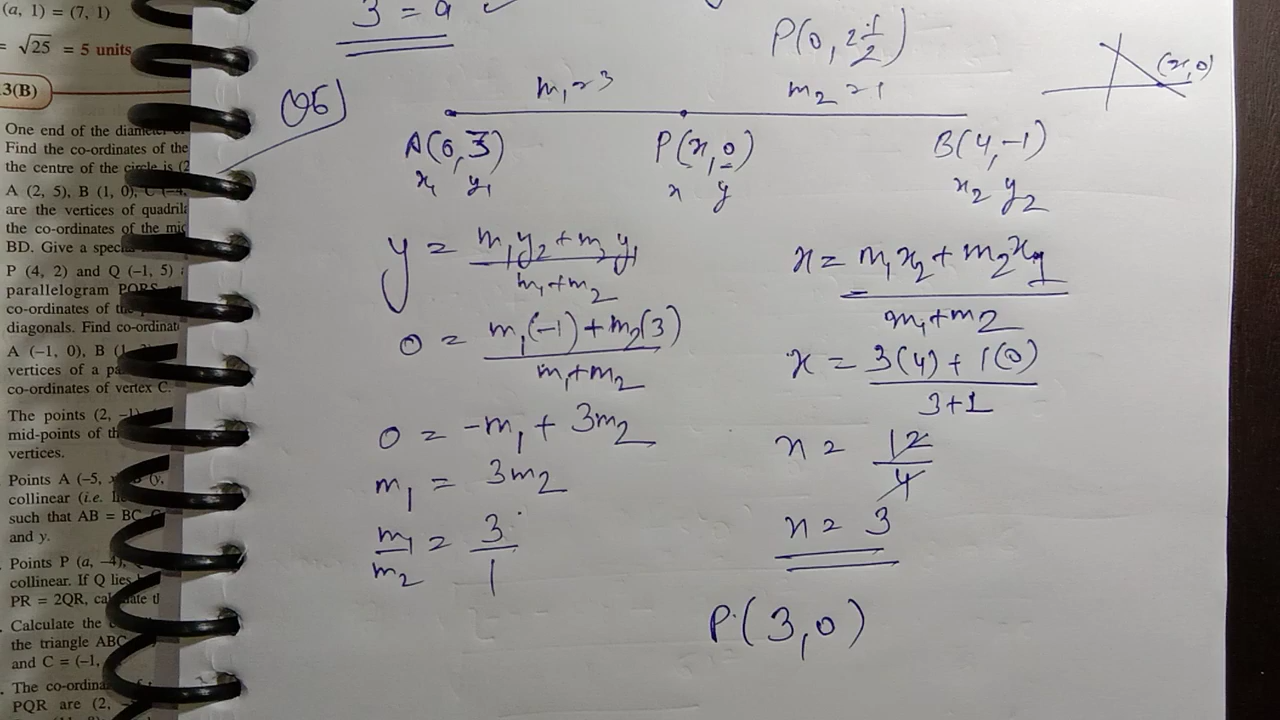 (a, 1) = (7, 1)
= √25 = 5 units
3(B)
One end of the diameter of
Find the co-ordinates of the
the centre of the circle is (2
A (2, 5), B (1, 0), C (−4,
are the vertices of quadril
the co-ordinates of the mid
BD. Give a spec
P (4, 2) and Q (−1, 5)
parallelogram PQRS
co-ordinates of
diagonals. Find co-ordinat
A (−1, 0), B (1,
vertices of a pa
co-ordinates of vertex C.
The points (2, −1)
mid-points of th
vertices.
Points A (−5, x (y,
collinear (i.e. lie
such that AB = BC
and y.
Points P (a, −4),
collinear. If Q lies
PR = 2QR, calculate t
Calculate the
the triangle ABC
and C = (−1,
The co-ordina
PQR are (2,
3 = a
P(0, 2 1/2)
(x,0)
Q5)
m₁ = 3
m₂ = 1
A(0, 3)
P(x, 0)
B(4, -1)
x₁ y₁
x y
x₂ y₂
y = m₁y₂ + m₂y₁ / m₁+m₂
x = m₁x₂ + m₂x₁ / m₁+m₂
0 = m₁(-1) + m₂(3) / m₁+m₂
x = 3(4) + 1(0) / 3+1
0 = -m₁ + 3m₂
x = 12/4
m₁ = 3m₂
x = 3
m₁/m₂ = 3/1
P(3, 0)